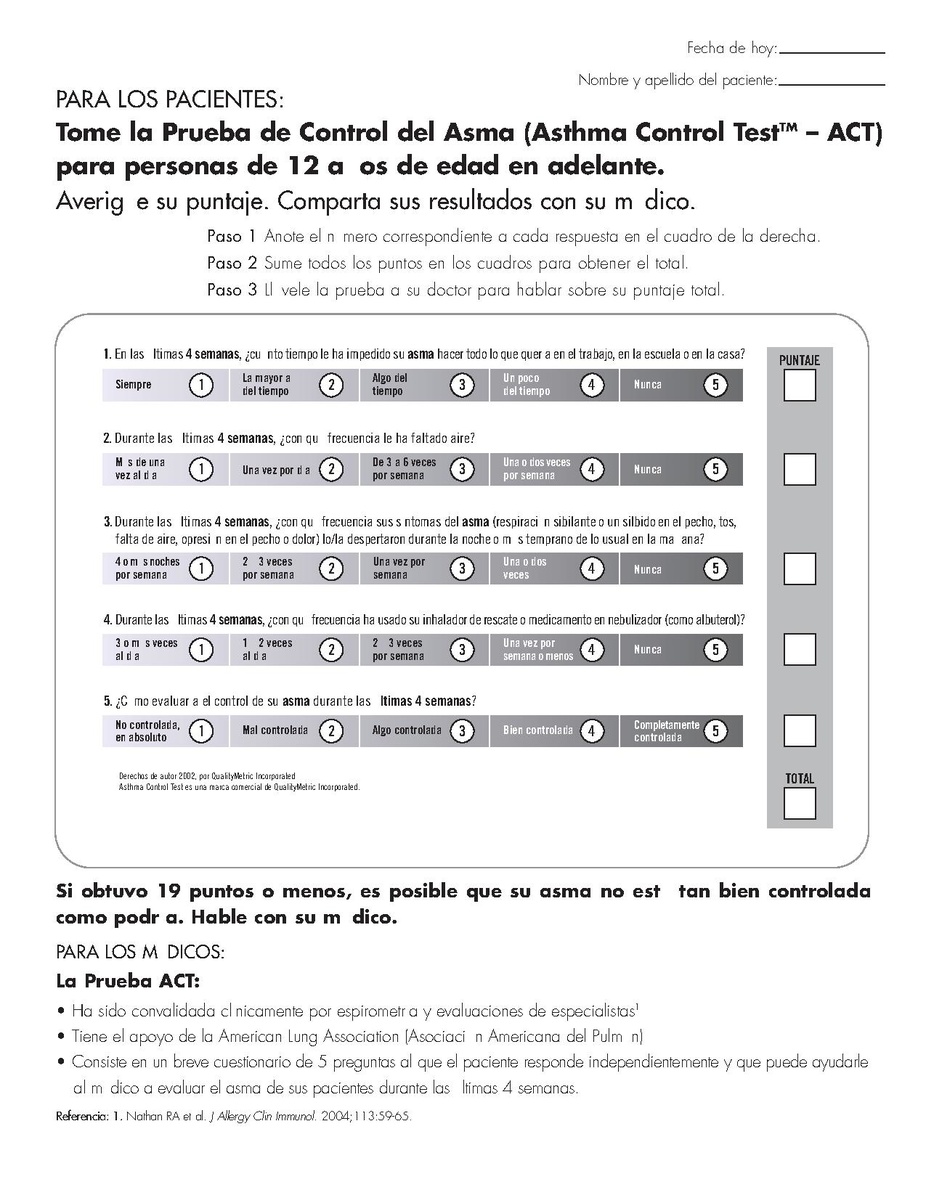 Fecha de hoy:
Nombre y apellido del paciente:
PARA LOS PACIENTES:
Tome la Prueba de Control del Asma (Asthma Control Test™ – ACT)
para personas de 12 a os de edad en adelante.
Averig e su puntaje. Comparta sus resultados con su m dico.
Paso 1 Anote el n mero correspondiente a cada respuesta en el cuadro de la derecha.
Paso 2 Sume todos los puntos en los cuadros para obtener el total.
Paso 3 Ll vele la prueba a su doctor para hablar sobre su puntaje total.
1. En las ltimas 4 semanas, ¿cu nto tiempo le ha impedido su asma hacer todo lo que quer a en el trabajo, en la escuela o en la casa?
PUNTAJE
Siempre 1 La mayor a del tiempo 2 Algo del tiempo 3 Un poco del tiempo 4 Nunca 5
2. Durante las ltimas 4 semanas, ¿con qu frecuencia le ha faltado aire?
M s de una vez al d a 1 Una vez por d a 2 De 3 a 6 veces por semana 3 Una o dos veces por semana 4 Nunca 5
3. Durante las ltimas 4 semanas, ¿con qu frecuencia sus s ntomas del asma (respiraci n sibilante o un silbido en el pecho, tos,
falta de aire, opresi n en el pecho o dolor) lo/la despertaron durante la noche o m s temprano de lo usual en la ma ana?
4 o m s noches por semana 1 2 3 veces por semana 2 Una vez por semana 3 Una o dos veces 4 Nunca 5
4. Durante las ltimas 4 semanas, ¿con qu frecuencia ha usado su inhalador de rescate o medicamento en nebulizador (como albuterol)?
3 o m s veces al d a 1 1 2 veces al d a 2 2 3 veces por semana 3 Una vez por semana o menos 4 Nunca 5
5. ¿C mo evaluar a el control de su asma durante las ltimas 4 semanas?
No controlada, en absoluto 1 Mal controlada 2 Algo controlada 3 Bien controlada 4 Completamente controlada 5
Derechos de autor 2002, por QualityMetric Incorporated
Asthma Control Test es una marca comercial de QualityMetric Incorporated.
TOTAL
Si obtuvo 19 puntos o menos, es posible que su asma no est tan bien controlada
como podr a. Hable con su m dico.
PARA LOS M DICOS:
La Prueba ACT:
• Ha sido convalidada cl nicamente por espirometr a y evaluaciones de especialistas¹
• Tiene el apoyo de la American Lung Association (Asociaci n Americana del Pulm n)
• Consiste en un breve cuestionario de 5 preguntas al que el paciente responde independientemente y que puede ayudarle
al m dico a evaluar el asma de sus pacientes durante las ltimas 4 semanas.
Referencia: 1. Nathan RA et al. J Allergy Clin Immunol. 2004;113:59-65.